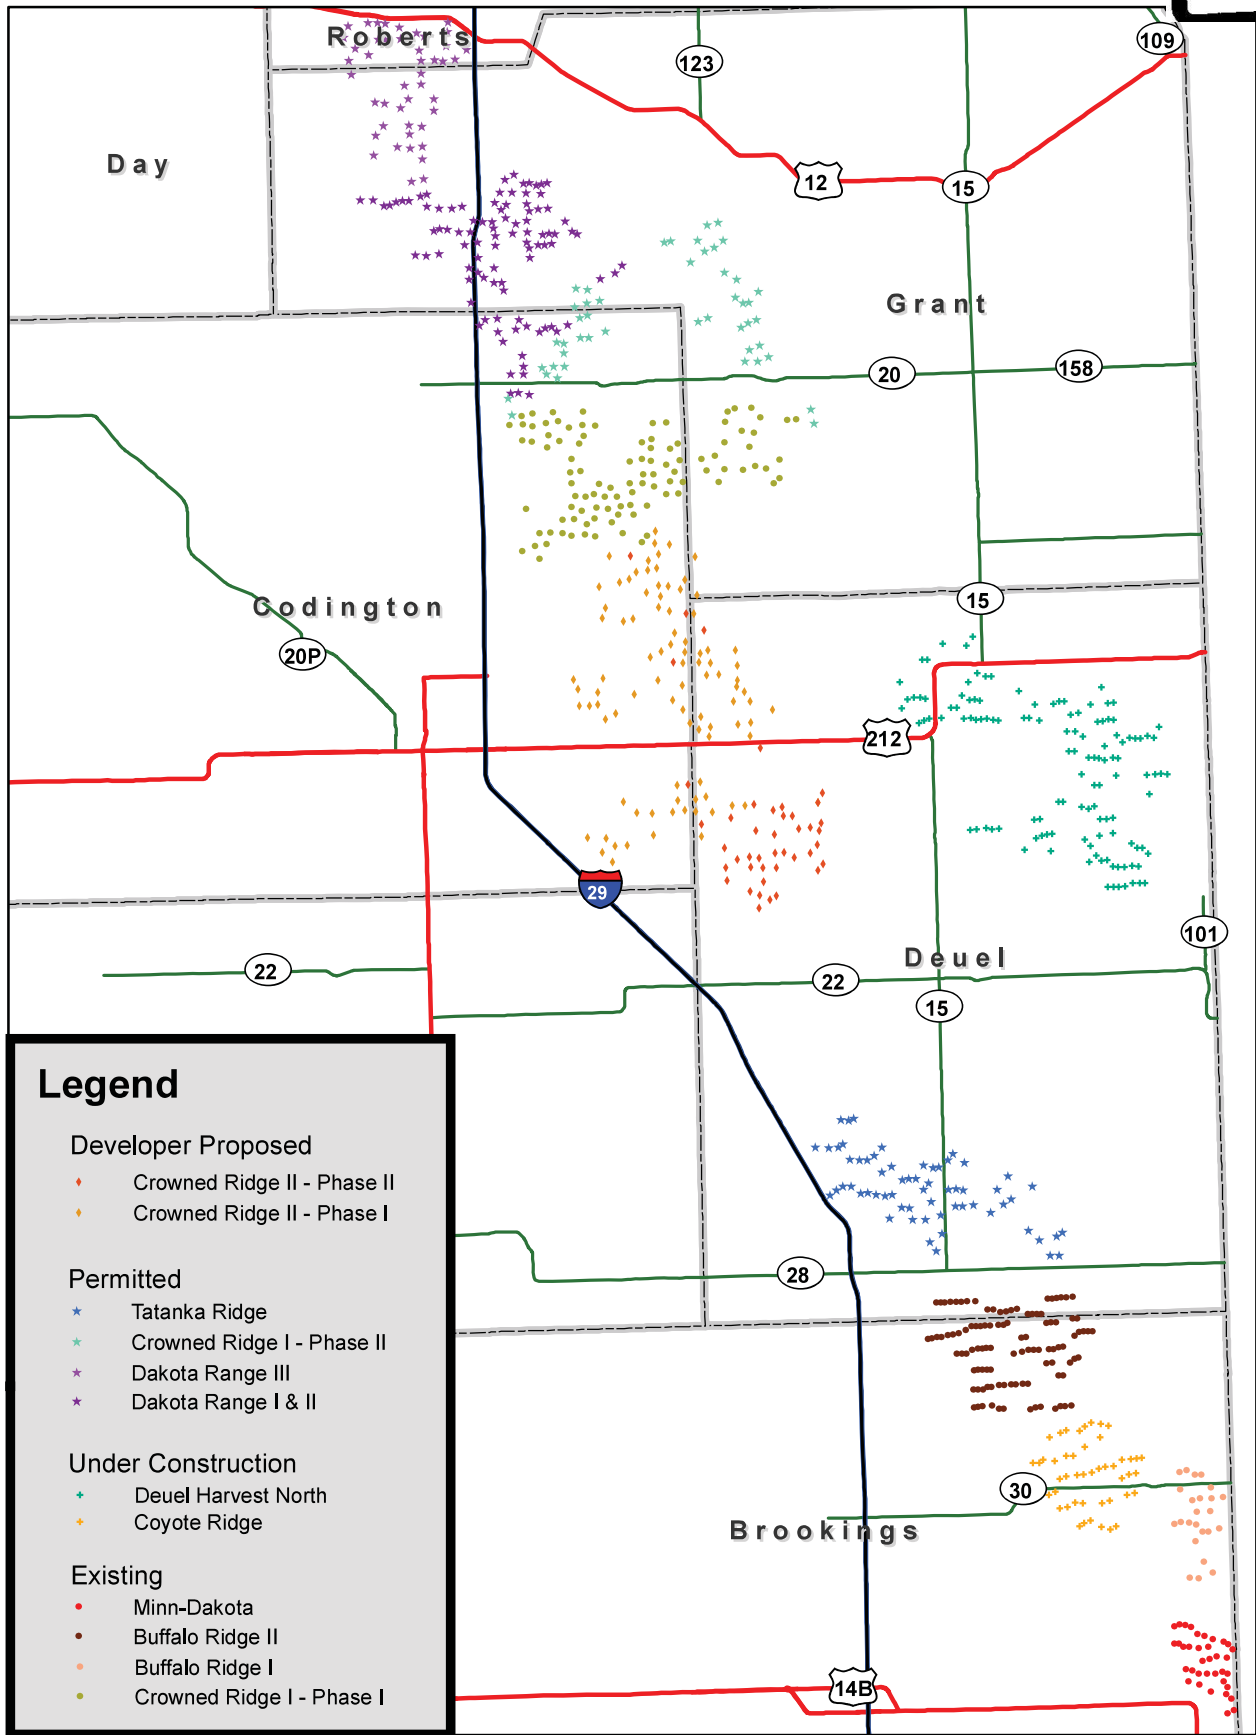 Roberts
123
109
Day
12
15
Grant
20
158
Codington
15
20P
212
29
101
Deuel
22
22
15
Legend
Developer Proposed
Crowned Ridge II - Phase II
Crowned Ridge II - Phase I
Permitted
Tatanka Ridge
Crowned Ridge I - Phase II
Dakota Range III
Dakota Range I & II
Under Construction
Deuel Harvest North
Coyote Ridge
Existing
Minn-Dakota
Buffalo Ridge II
Buffalo Ridge I
Crowned Ridge I - Phase I
28
30
Brookings
14B